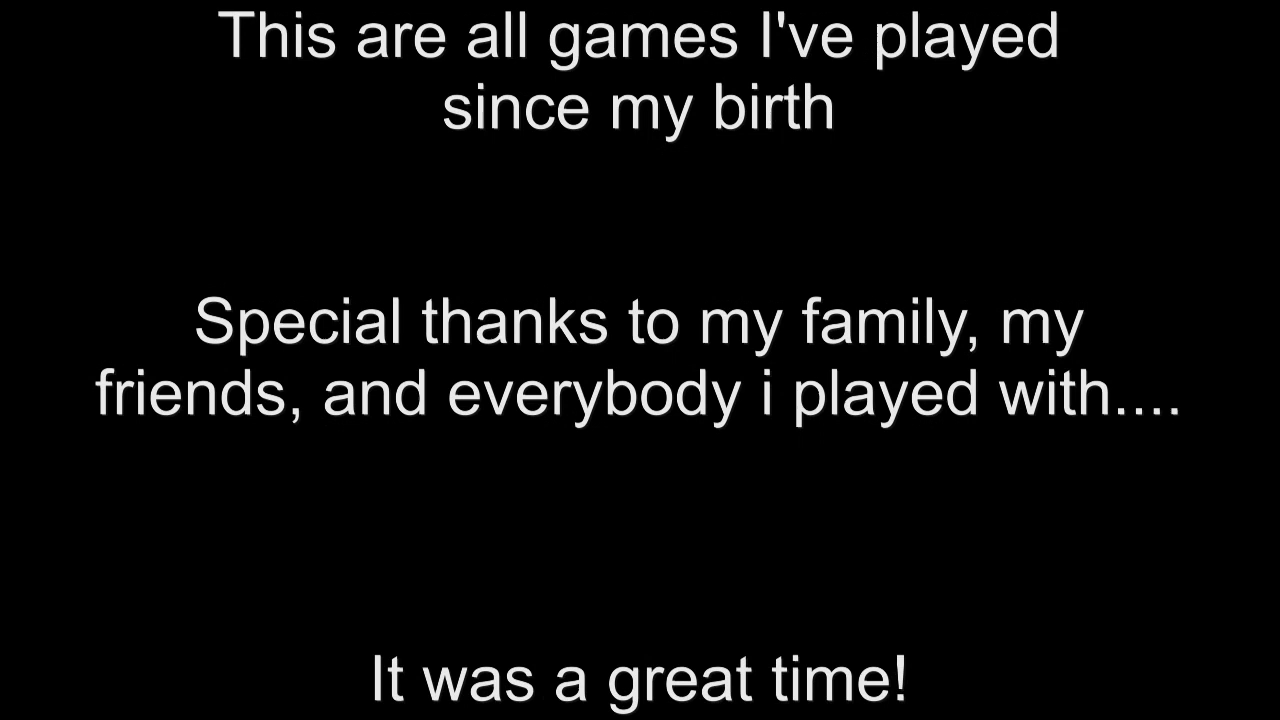 This are all games I've played
since my birth
Special thanks to my family, my
friends, and everybody i played with....
It was a great time!